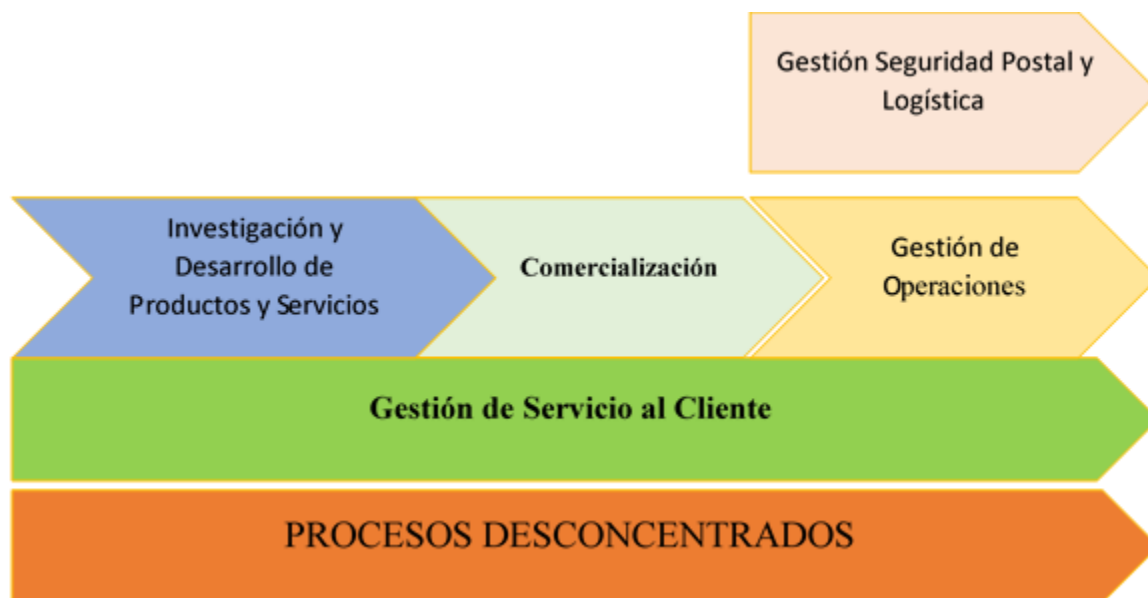 Gestión Seguridad Postal y
Logística
Investigación y
Desarrollo de
Productos y Servicios
Comercialización
Gestión de
Operaciones
Gestión de Servicio al Cliente
PROCESOS DESCONCENTRADOS